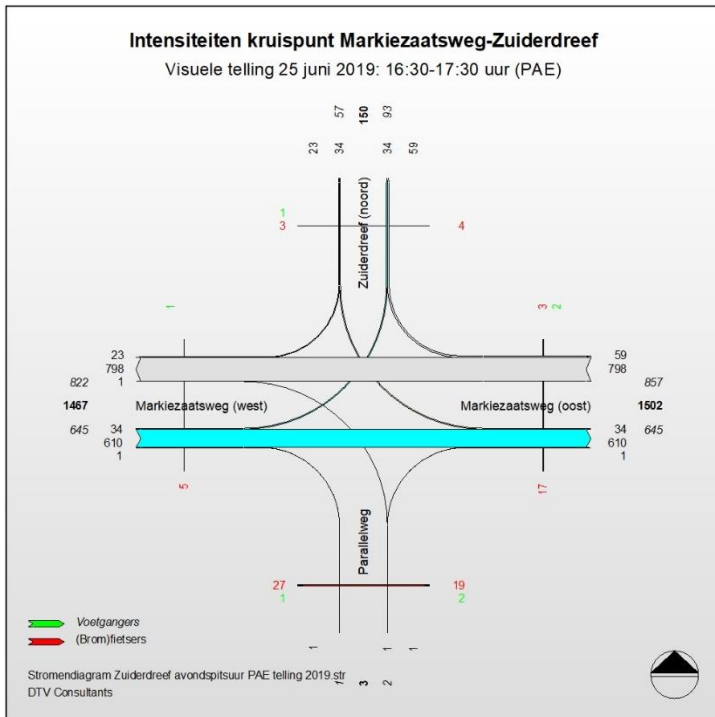 Intensiteiten kruispunt Markiezaatsweg-Zuiderdreef
Visuele telling 25 juni 2019: 16:30-17:30 uur (PAE)
57 150 93
23 34 34 59
Zuiderdreef (noord)
1
3 4
1
3 2
23 59
798 798
1
822 857
1467 Markiezaatsweg (west) Markiezaatsweg (oost) 1502
645 645
34 34
610 610
1 1
5 17
Parallelweg
27 19
1 2
Voetgangers
(Brom)fietsers
1 1 1
1 3 2
Stromendiagram Zuiderdreef avondspitsuur PAE telling 2019.str
DTV Consultants